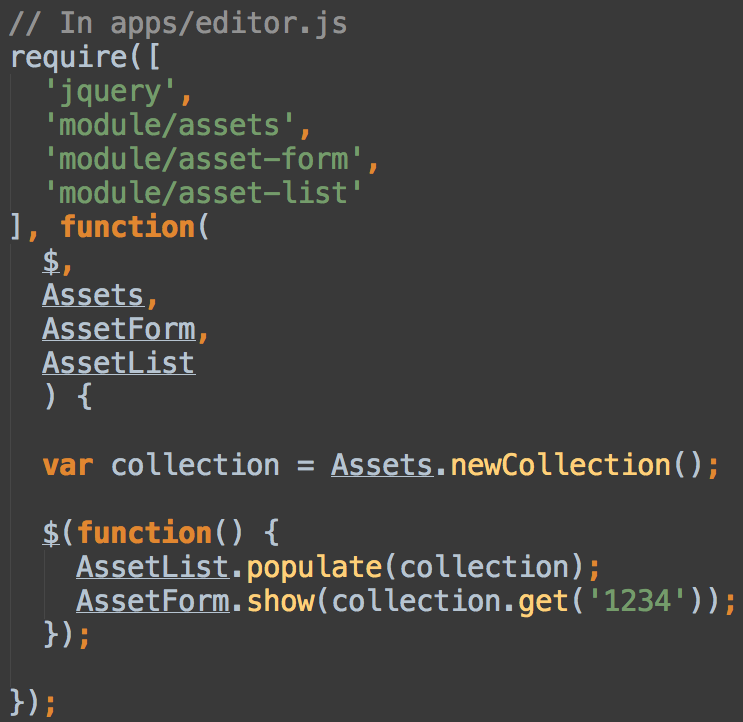 // In apps/editor.js
require([
  'jquery',
  'module/assets',
  'module/asset-form',
  'module/asset-list'
], function(
  $,
  Assets,
  AssetForm,
  AssetList
  ) {

  var collection = Assets.newCollection();

  $(function() {
    AssetList.populate(collection);
    AssetForm.show(collection.get('1234'));
  });

});